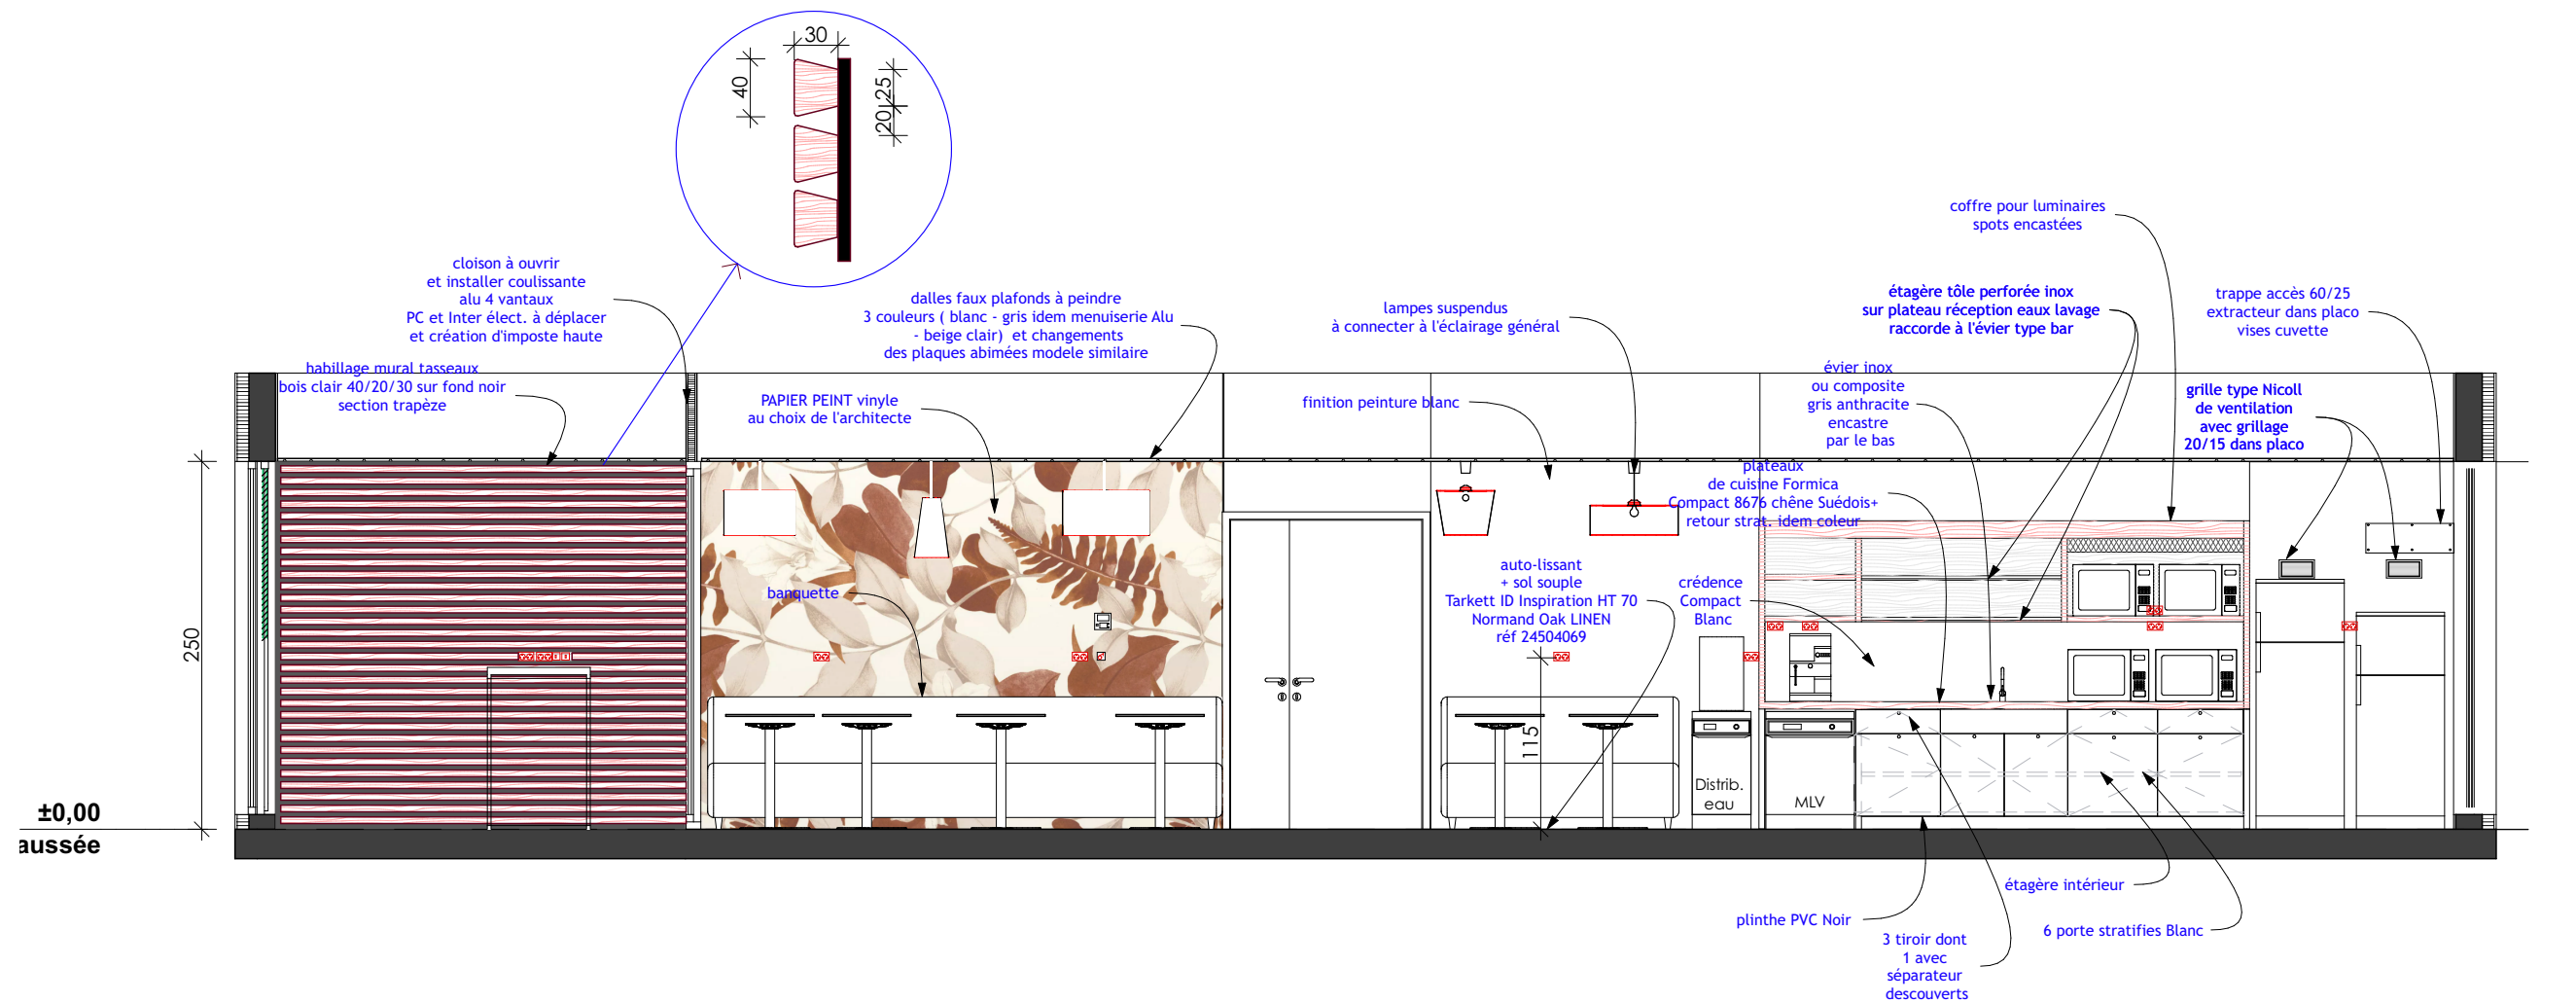 30
40
25
20
coffre pour luminaires
spots encastées
cloison à ouvrir
et installer coulissante
alu 4 vantaux
PC et Inter élect. à déplacer
et création d'imposte haute
dalles faux plafonds à peindre
3 couleurs ( blanc - gris idem menuiserie Alu
- beige clair)  et changements
des plaques abimées modele similaire
lampes suspendus
à connecter à l'éclairage général
étagère tôle perforée inox
sur plateau réception eaux lavage
raccorde à l'évier type bar
trappe accès 60/25
extracteur dans placo
vises cuvette
habillage mural tasseaux
bois clair 40/20/30 sur fond noir
section trapèze
PAPIER PEINT vinyle
au choix de l'architecte
finition peinture blanc
évier inox
ou composite
gris anthracite
encastre
par le bas
grille type Nicoll
de ventilation
avec grillage
20/15 dans placo
plateaux
de cuisine Formica
Compact 8676 chêne Suédois+
retour strat. idem coleur
banquette
auto-lissant
+ sol souple
Tarkett ID Inspiration HT 70
Normand Oak LINEN
réf 24504069
crédence
Compact
Blanc
250
115
Distrib.
eau
MLV
±0,00
aussée
étagère intérieur
plinthe PVC Noir
6 porte stratifies Blanc
3 tiroir dont
1 avec
séparateur
descouverts